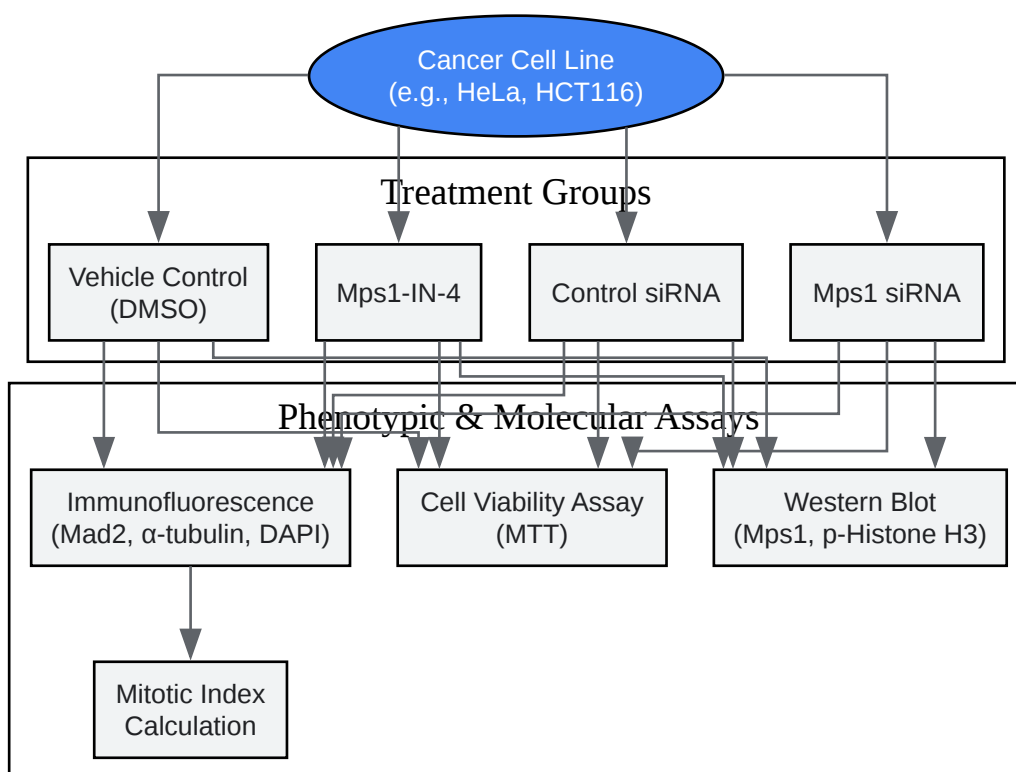 Cancer Cell Line
(e.g., HeLa, HCT116)
Treatment Groups
Vehicle Control
(DMSO)
Mps1-IN-4
Control siRNA
Mps1 siRNA
Phenotypic & Molecular Assays
Immunofluorescence
(Mad2, α-tubulin, DAPI)
Cell Viability Assay
(MTT)
Western Blot
(Mps1, p-Histone H3)
Mitotic Index
Calculation